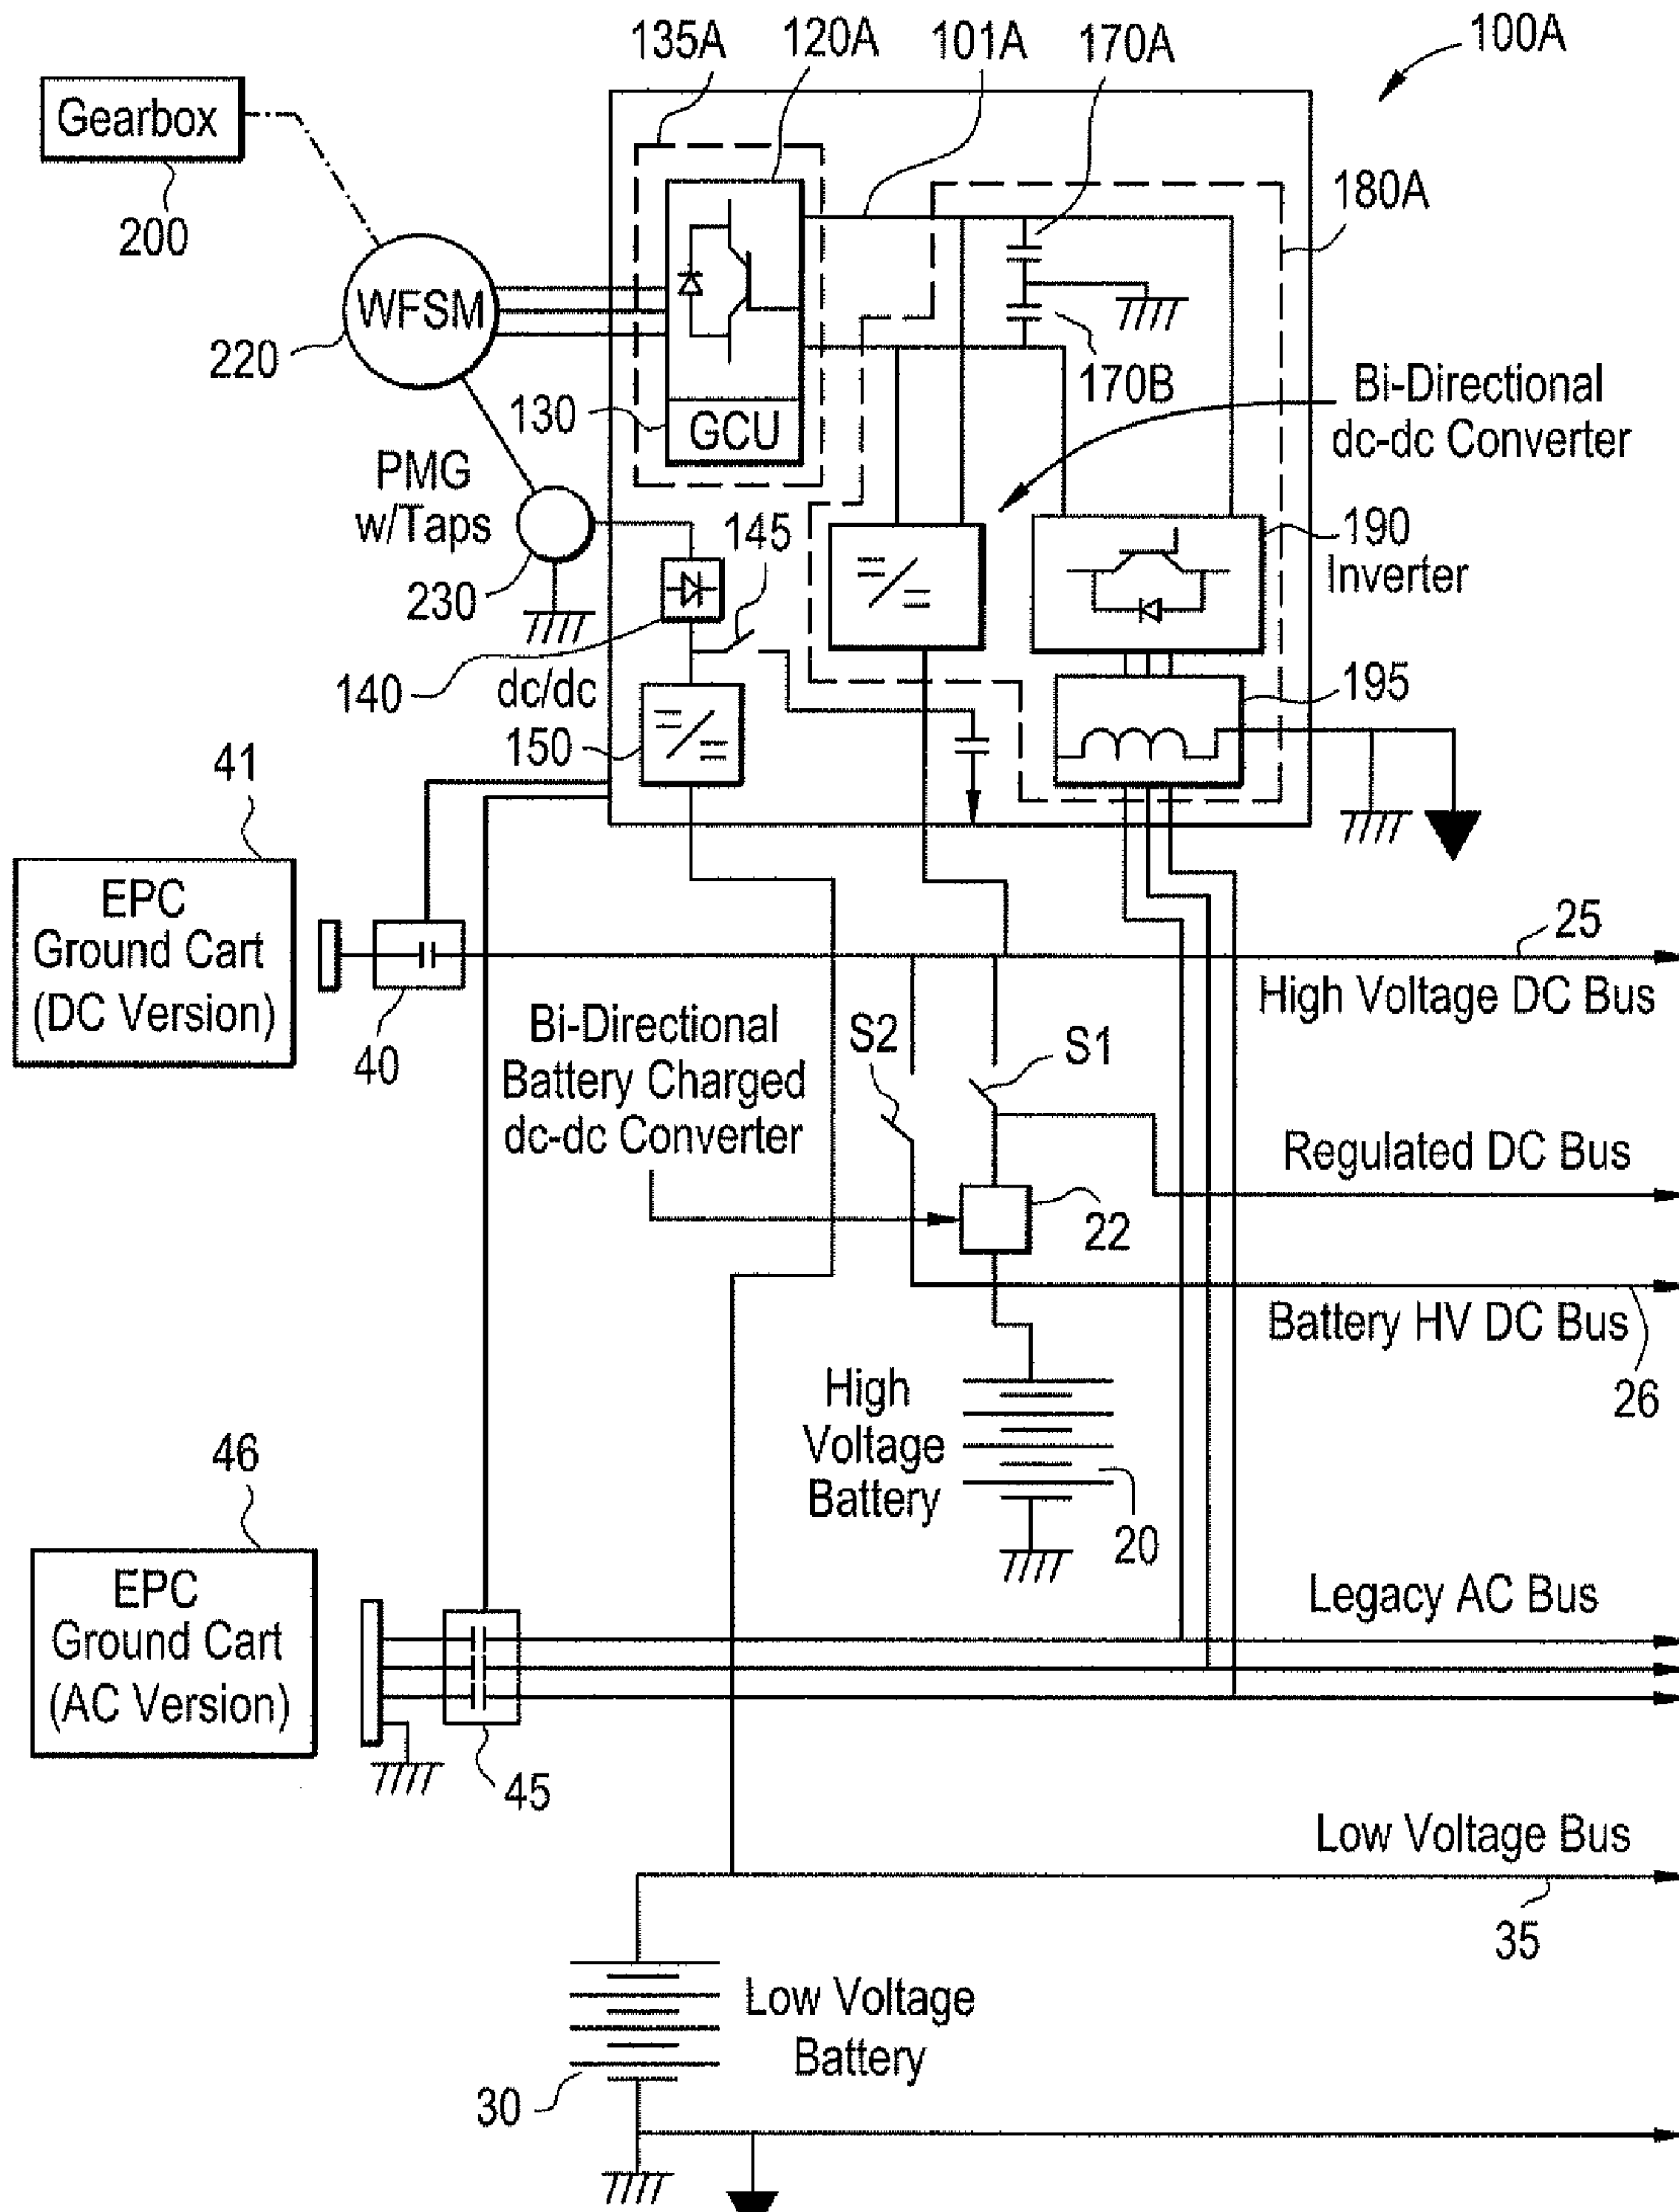 135A
120A
101A
170A
100A
Gearbox
200
180A
WFSM
220
170B
Bi-Directional
dc-dc Converter
130
GCU
PMG
w/Taps
145
190
Inverter
230
140
dc/dc
195
150
41
EPC
Ground Cart
(DC Version)
25
High Voltage DC Bus
40
Bi-Directional
Battery Charged
dc-dc Converter
S2
S1
Regulated DC Bus
22
Battery HV DC Bus
26
High
Voltage
Battery
20
46
EPC
Ground Cart
(AC Version)
Legacy AC Bus
45
Low Voltage Bus
35
Low Voltage
Battery
30